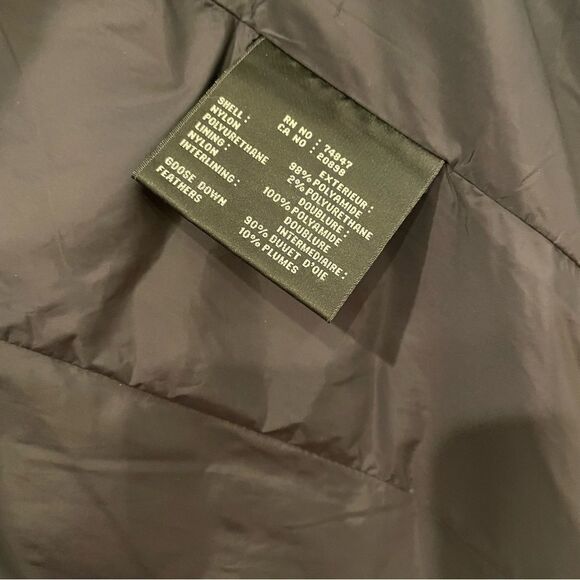 RN NO : 74847
CA NO : 20898
SHELL : EXTERIEUR :
NYLON 98% POLYAMIDE
POLYURETHANE 2% POLYURETHANE
LINING : DOUBLURE :
NYLON 100% POLYAMIDE
INTERLINING : DOUBLURE
INTERMEDIAIRE :
GOOSE DOWN 90% DUVET D'OIE
FEATHERS 10% PLUMES